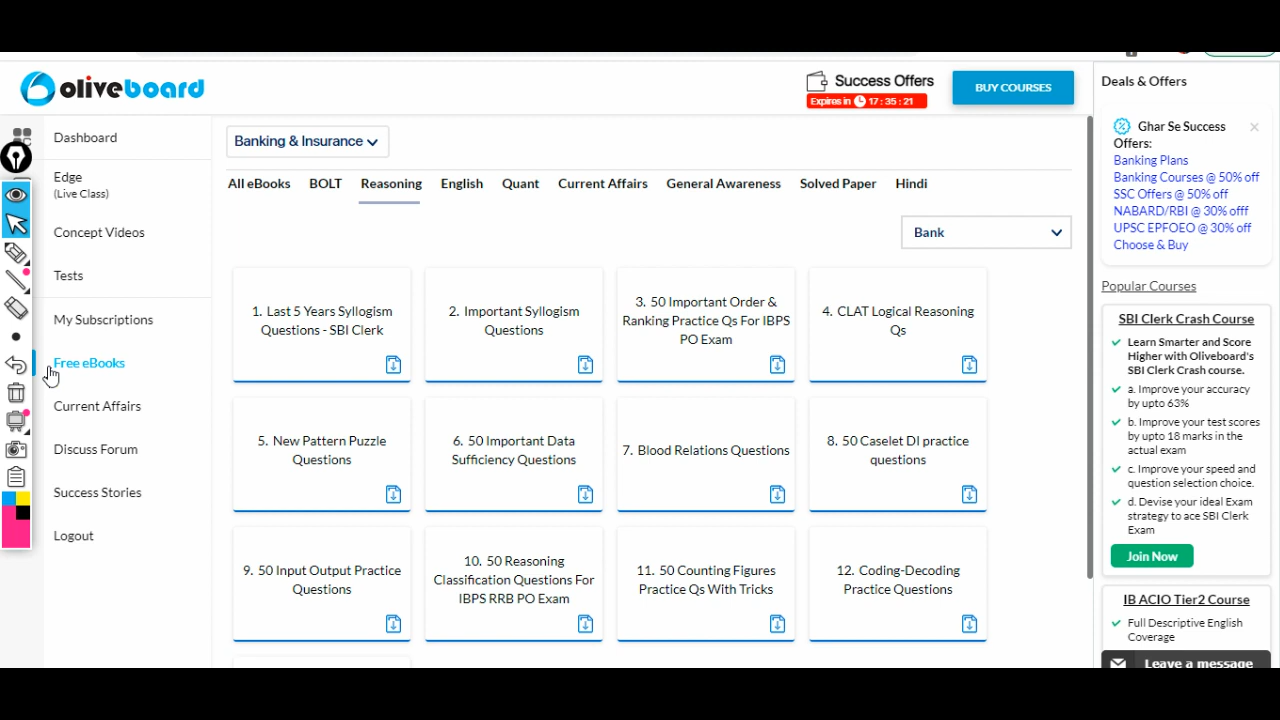 oliveboard
Success Offers
Expires in 17 : 35 : 21
BUY COURSES
Dashboard
Edge
(Live Class)
Concept Videos
Tests
My Subscriptions
Free eBooks
Current Affairs
Discuss Forum
Success Stories
Logout
Banking & Insurance
All eBooks BOLT Reasoning English Quant Current Affairs General Awareness Solved Paper Hindi
Bank
1. Last 5 Years Syllogism
Questions - SBI Clerk
2. Important Syllogism
Questions
3. 50 Important Order &
Ranking Practice Qs For IBPS
PO Exam
4. CLAT Logical Reasoning
Qs
5. New Pattern Puzzle
Questions
6. 50 Important Data
Sufficiency Questions
7. Blood Relations Questions
8. 50 Caselet DI practice
questions
9. 50 Input Output Practice
Questions
10. 50 Reasoning
Classification Questions For
IBPS RRB PO Exam
11. 50 Counting Figures
Practice Qs With Tricks
12. Coding-Decoding
Practice Questions
Deals & Offers
Ghar Se Success
Offers:
Banking Plans
Banking Courses @ 50% off
SSC Offers @ 50% off
NABARD/RBI @ 30% offf
UPSC EPFOEO @ 30% off
Choose & Buy
Popular Courses
SBI Clerk Crash Course
Learn Smarter and Score
Higher with Oliveboard's
SBI Clerk Crash course.
a. Improve your accuracy
by upto 63%
b. Improve your test scores
by upto 18 marks in the
actual exam
c. Improve your speed and
question selection choice.
d. Devise your ideal Exam
strategy to ace SBI Clerk
Exam
Join Now
IB ACIO Tier2 Course
Full Descriptive English
Coverage
Leave a message